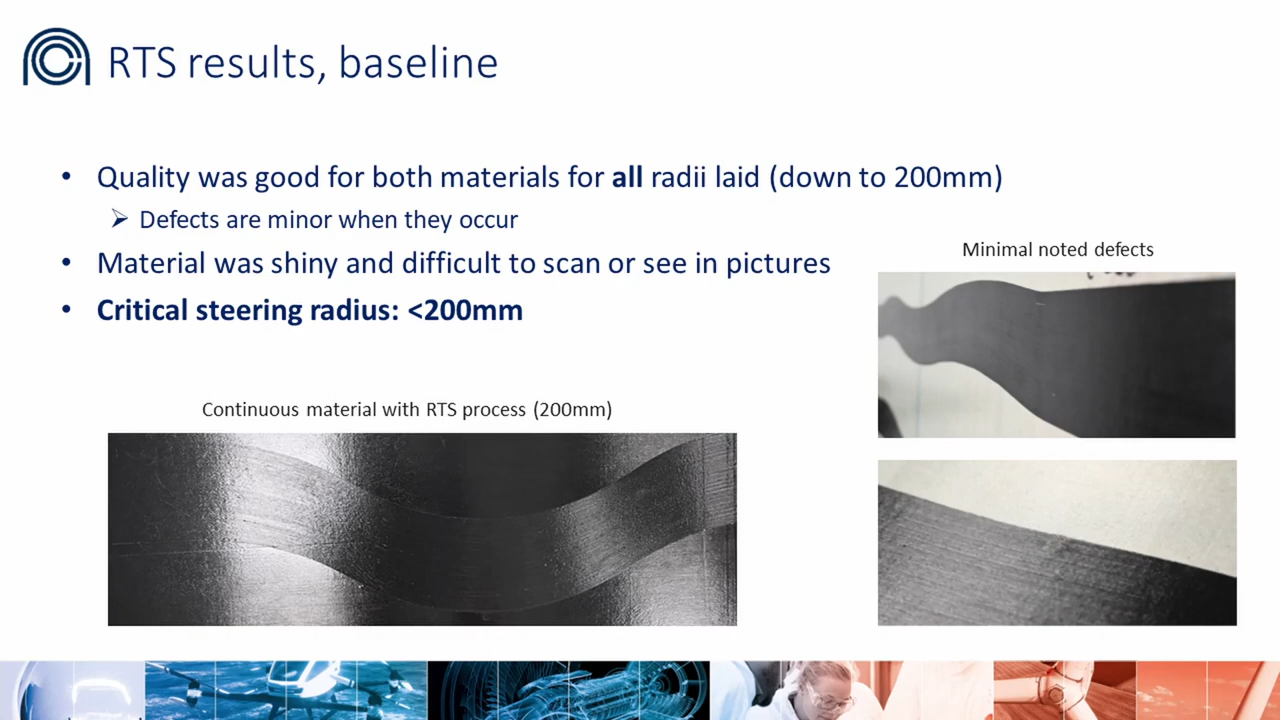 RTS results, baseline
• Quality was good for both materials for all radii laid (down to 200mm)
➢ Defects are minor when they occur
• Material was shiny and difficult to scan or see in pictures
• Critical steering radius: <200mm
Minimal noted defects
Continuous material with RTS process (200mm)